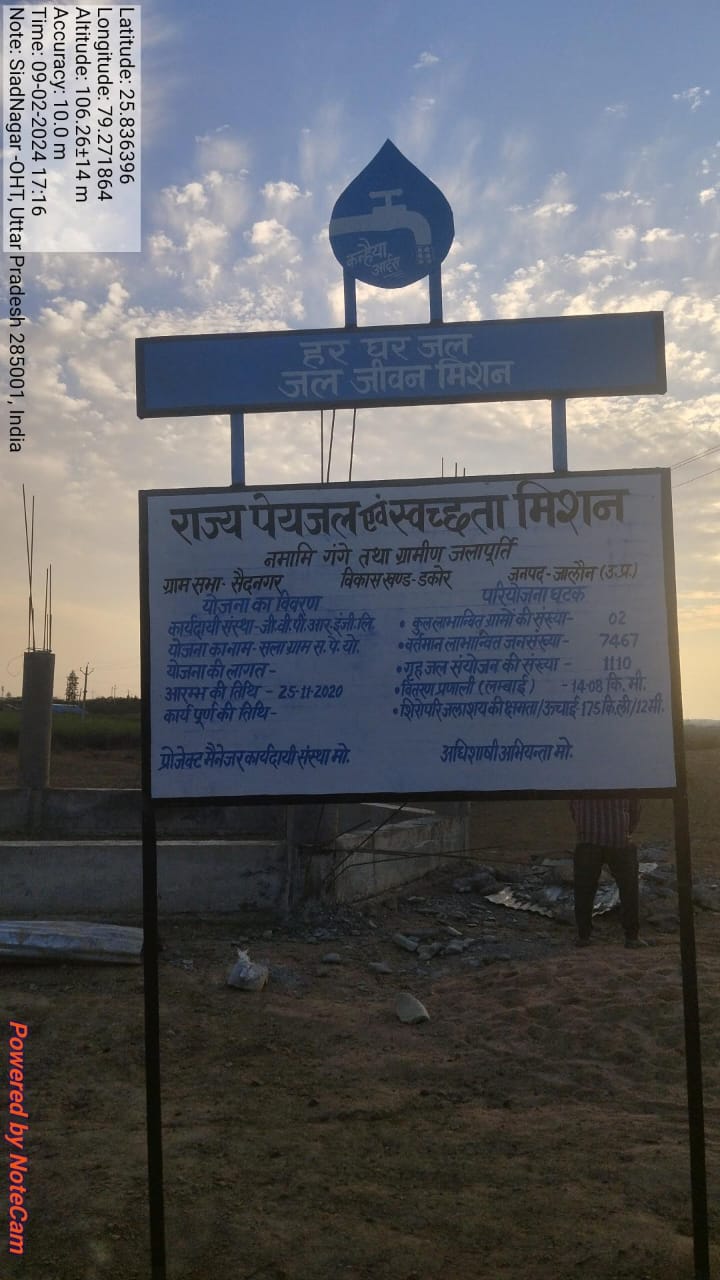 Latitude: 25.836396
Longitude: 79.271864
Altitude: 106.26±14 m
Accuracy: 10.0 m
Time: 09-02-2024 17:16
Note: SiadNagar -OHT, Uttar Pradesh 285001, India
कन्हैया
आर्ट्स
हर घर जल
जल जीवन मिशन
राज्य पेयजल एवं स्वच्छता मिशन
नमामि गंगे तथा ग्रामीण जलापूर्ति
ग्राम सभा- सैदनगर विकास खण्ड- डकोर जनपद - जालौन (उ.प्र.)
योजना का विवरण
कार्यदायी संस्था- जी.वी.पी.आर. इंजी. लि.
योजना का नाम- सला ग्राम स. पे. यो.
योजना की लागत-
आरम्भ की तिथि - 25-11-2020
कार्य पूर्ण की तिथि-
परियोजना घटक
• कुल लाभान्वित ग्रामों की संख्या- 02
• वर्तमान लाभान्वित जनसंख्या- 7467
• गृह जल संयोजन की संख्या - 1110
• वितरण प्रणाली (लम्बाई) - 14.08 कि. मी.
• शिरोपरि जलाशय की क्षमता/ऊचाई 175 कि.ली/12 मी.
प्रोजेक्ट मैनेजर कार्यदायी संस्था मो. अधिशाषी अभियन्ता मो.
Powered by NoteCam